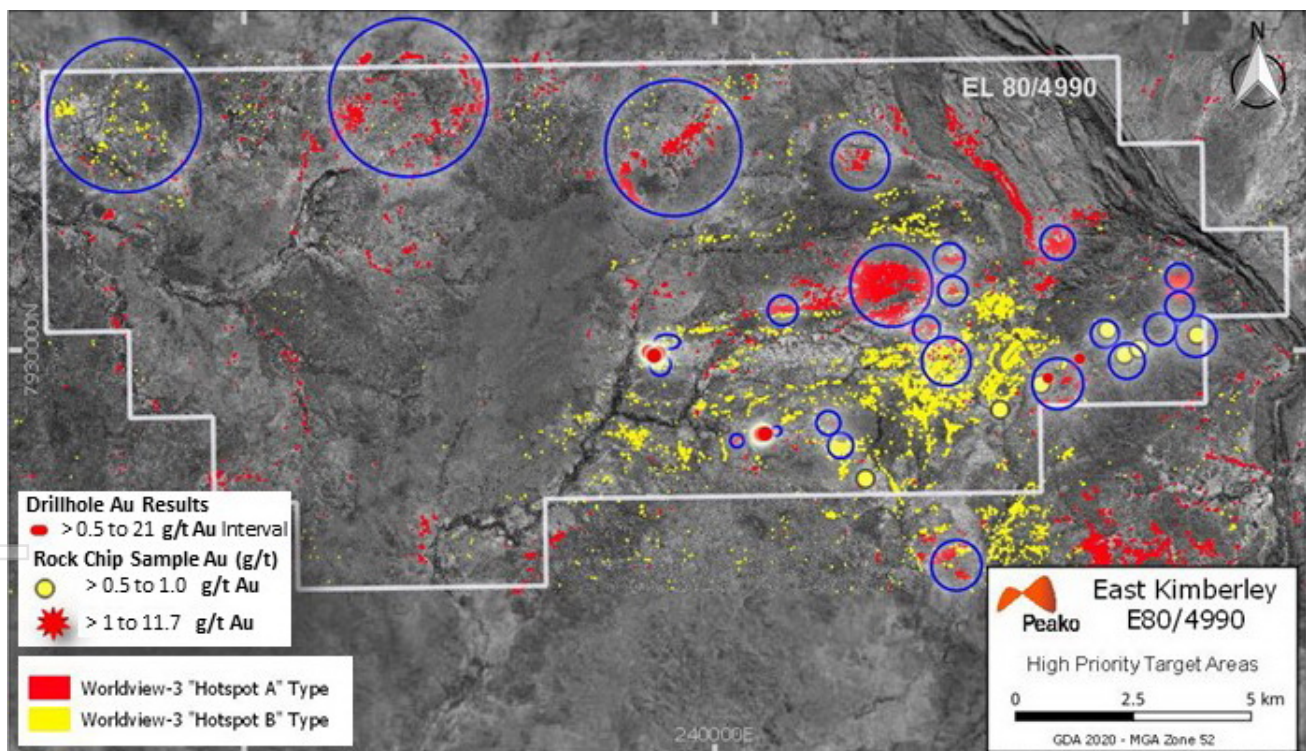 N
EL 80/4990
7930000N
Drillhole Au Results
> 0.5 to 21 g/t Au Interval
Rock Chip Sample Au (g/t)
> 0.5 to 1.0 g/t Au
> 1 to 11.7 g/t Au
Worldview-3 "Hotspot A" Type
Worldview-3 "Hotspot B" Type
240000E
Peako
East Kimberley
E80/4990
High Priority Target Areas
0 2.5 5 km
GDA 2020 - MGA Zone 52